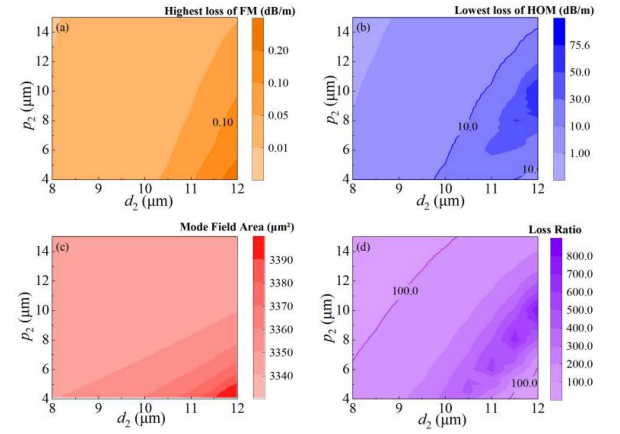 Highest loss of FM (dB/m)
(a)
14
12
10
8
6
4
p₂ (μm)
0.10
8 9 10 11 12
d₂ (μm)
0.20
0.10
0.05
0.01
Lowest loss of HOM (dB/m)
(b)
14
12
10
8
6
4
p₂ (μm)
10.0
10.
8 9 10 11 12
d₂ (μm)
75.6
50.0
30.0
10.0
1.00
Mode Field Area (μm²)
(c)
14
12
10
8
6
4
p₂ (μm)
8 9 10 11 12
d₂ (μm)
3390
3380
3360
3350
3340
Loss Ratio
(d)
14
12
10
8
6
4
p₂ (μm)
100.0
100.0
8 9 10 11 12
d₂ (μm)
800.0
700.0
600.0
500.0
400.0
300.0
200.0
100.0